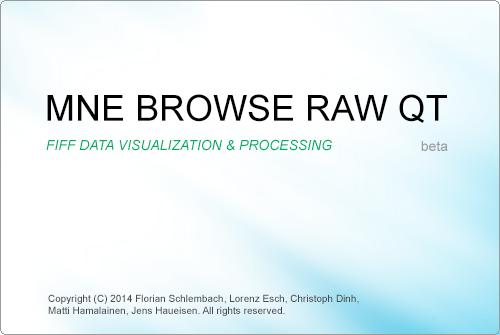 MNE BROWSE RAW QT
FIFF DATA VISUALIZATION & PROCESSING
beta
Copyright (C) 2014 Florian Schlembach, Lorenz Esch, Christoph Dinh,
Matti Hamalainen, Jens Haueisen. All rights reserved.